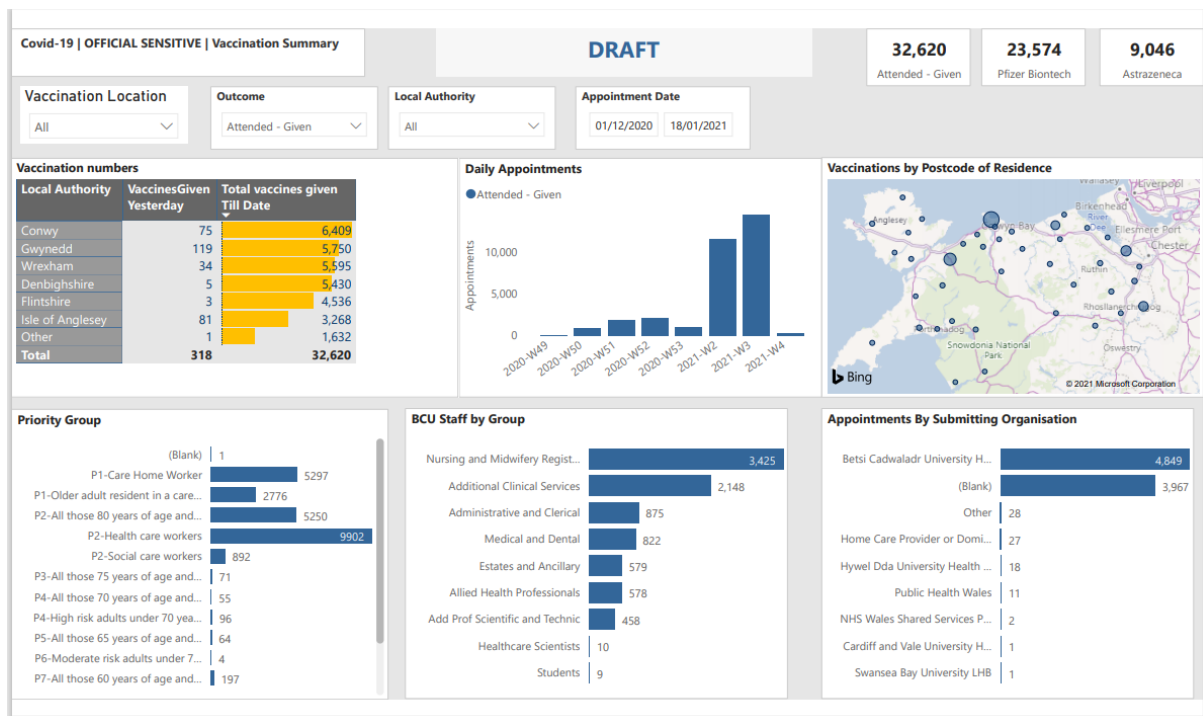 Covid-19 | OFFICIAL SENSITIVE | Vaccination Summary
DRAFT
32,620
Attended - Given
23,574
Pfizer Biontech
9,046
Astrazeneca
Vaccination Location
All
Outcome
Attended - Given
Local Authority
All
Appointment Date
01/12/2020 18/01/2021
Vaccination numbers
Local Authority VaccinesGiven Yesterday Total vaccines given Till Date
Conwy 75 6,409
Gwynedd 119 5,750
Wrexham 34 5,595
Denbighshire 5 5,430
Flintshire 3 4,536
Isle of Anglesey 81 3,268
Other 1 1,632
Total 318 32,620
Daily Appointments
Attended - Given
Appointments
10,000
5,000
0
2020-W49
2020-W50
2020-W51
2020-W52
2020-W53
2021-W2
2021-W3
2021-W4
Vaccinations by Postcode of Residence
Wallasey
Liverpool
Birkenhead
Anglesey
River
Dee
Ellesmere Port
Chester
Ruthin
Snowdonia National
Park
Oswestry
Bing
© 2021 Microsoft Corporation
Priority Group
(Blank) 1
P1-Care Home Worker 5297
P1-Older adult resident in a care... 2776
P2-All those 80 years of age and... 5250
P2-Health care workers 9902
P2-Social care workers 892
P3-All those 75 years of age and... 71
P4-All those 70 years of age and... 55
P4-High risk adults under 70 yea... 96
P5-All those 65 years of age and... 64
P6-Moderate risk adults under 7... 4
P7-All those 60 years of age and... 197
BCU Staff by Group
Nursing and Midwifery Regist... 3,425
Additional Clinical Services 2,148
Administrative and Clerical 875
Medical and Dental 822
Estates and Ancillary 579
Allied Health Professionals 578
Add Prof Scientific and Technic 458
Healthcare Scientists 10
Students 9
Appointments By Submitting Organisation
Betsi Cadwaladr University H... 4,849
(Blank) 3,967
Other 28
Home Care Provider or Domi... 27
Hywel Dda University Health ... 18
Public Health Wales 11
NHS Wales Shared Services P... 2
Cardiff and Vale University H... 1
Swansea Bay University LHB 1